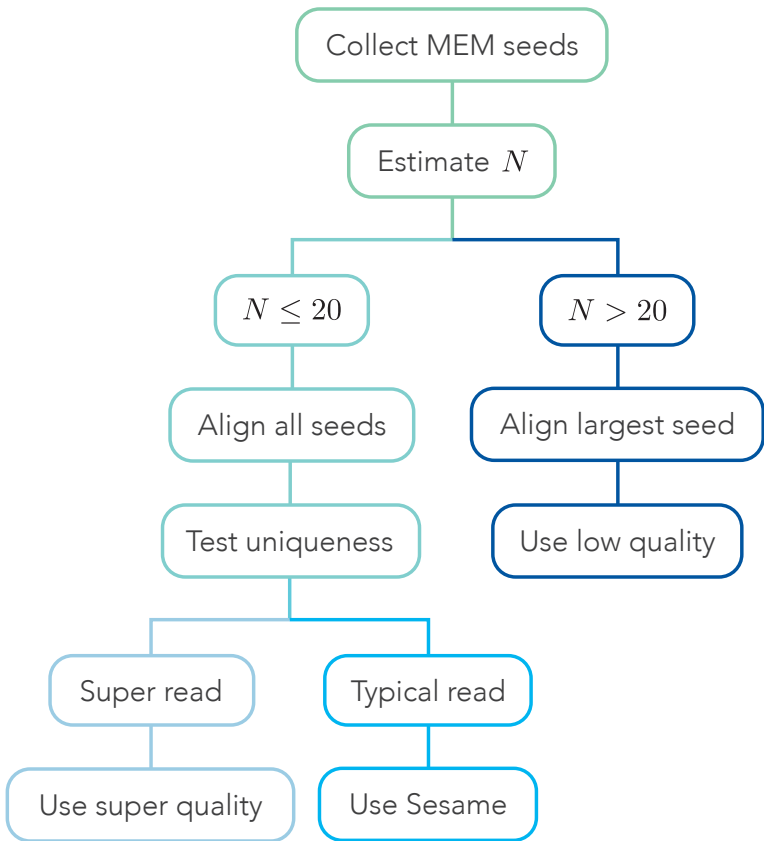 Collect MEM seeds
Estimate N
N ≤ 20
N > 20
Align all seeds
Align largest seed
Test uniqueness
Use low quality
Super read
Typical read
Use super quality
Use Sesame